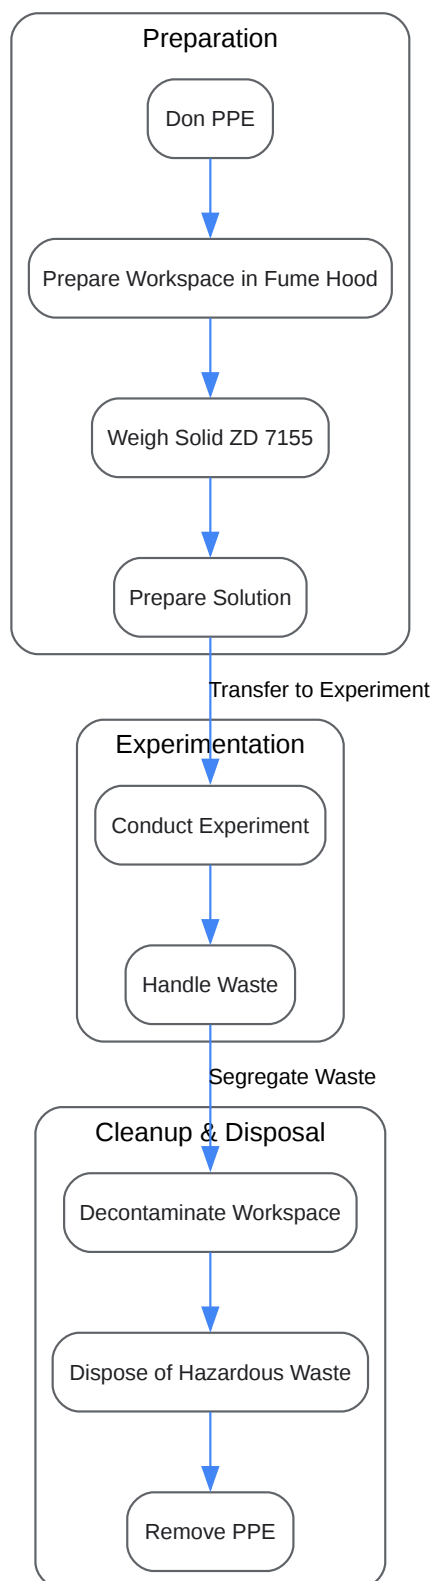 Preparation
Don PPE
Prepare Workspace in Fume Hood
Weigh Solid ZD 7155
Prepare Solution
Transfer to Experiment
Experimentation
Conduct Experiment
Handle Waste
Segregate Waste
Cleanup & Disposal
Decontaminate Workspace
Dispose of Hazardous Waste
Remove PPE